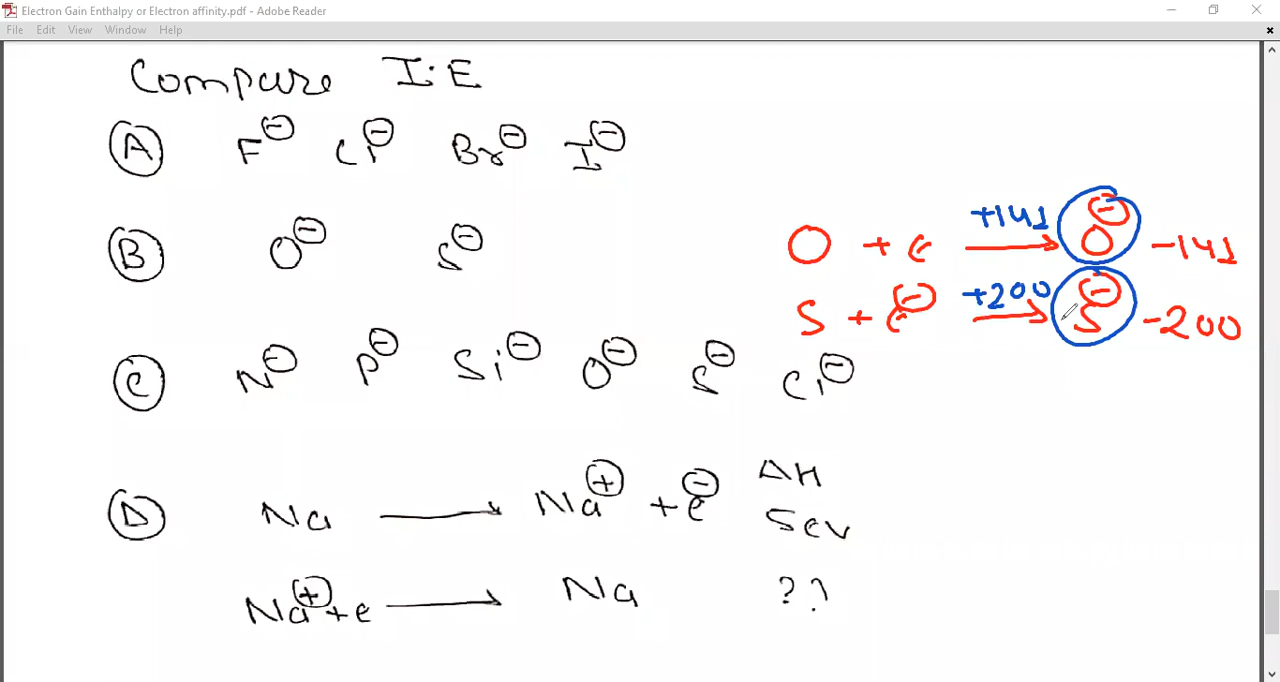 Electron Gain Enthalpy or Electron affinity.pdf - Adobe Reader
File Edit View Window Help
Compare I.E
A F⊖ Cl⊖ Br⊖ I⊖
B O⊖ S⊖
O + e → O⊖ -141
+141
S + e⊖ → S⊖ -200
+200
C N⊖ P⊖ Si⊖ O⊖ S⊖ Cl⊖
D Na → Na⊕ + e⊖ ΔH
5ev
Na⊕ + e → Na ??